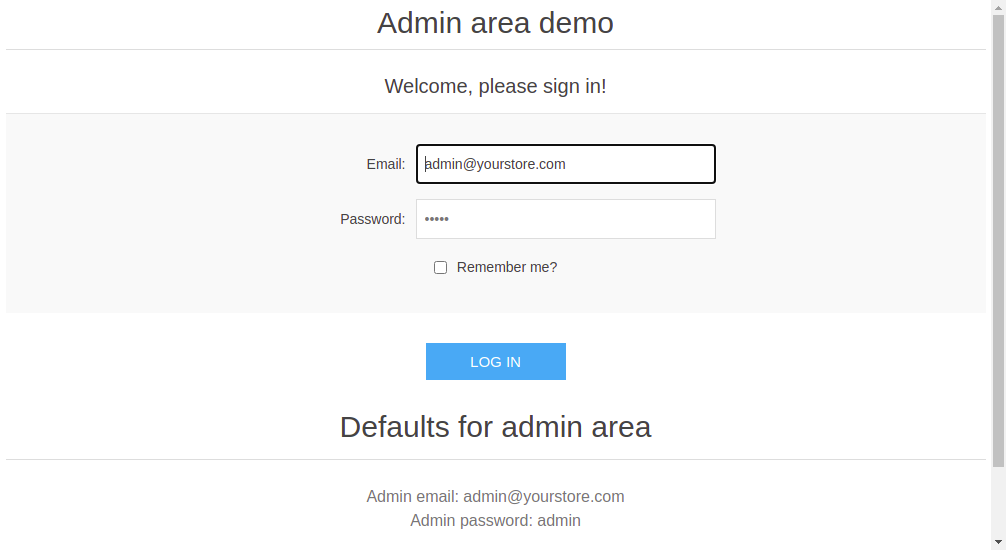 Admin area demo
Welcome, please sign in!
Email: admin@yourstore.com
Password: •••••
Remember me?
LOG IN
Defaults for admin area
Admin email: admin@yourstore.com
Admin password: admin